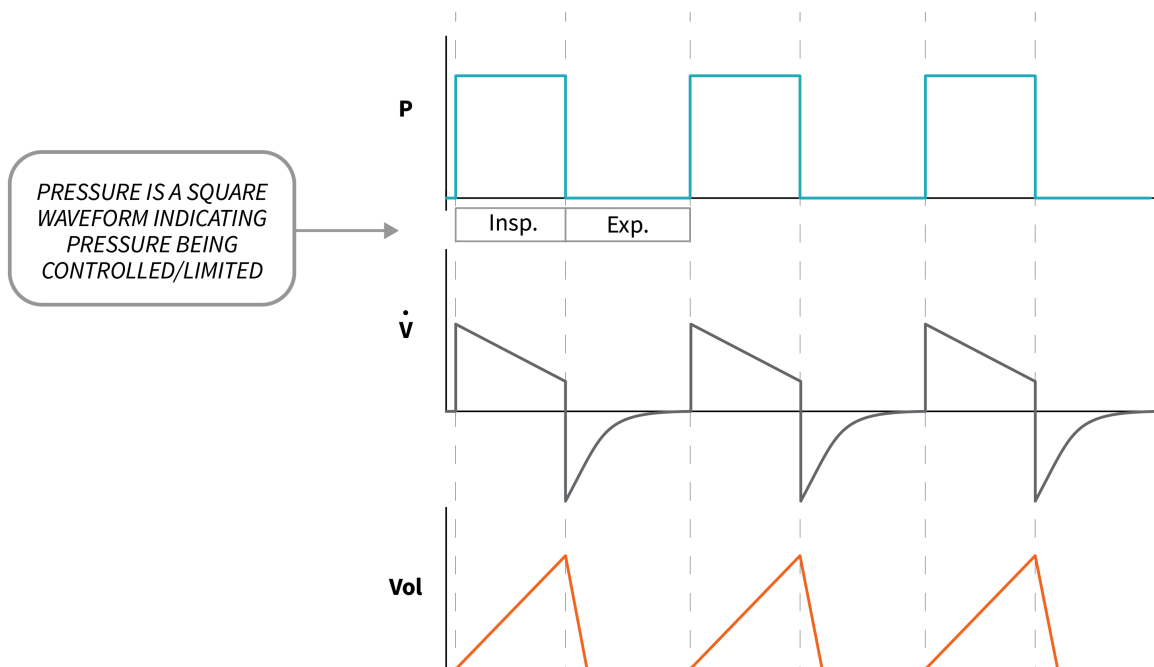 P
PRESSURE IS A SQUARE
WAVEFORM INDICATING
PRESSURE BEING
CONTROLLED/LIMITED
Insp.
Exp.
V̇
Vol